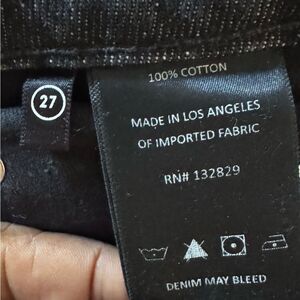 100% COTTON
27
MADE IN LOS ANGELES
OF IMPORTED FABRIC
RN# 132829
DENIM MAY BLEED